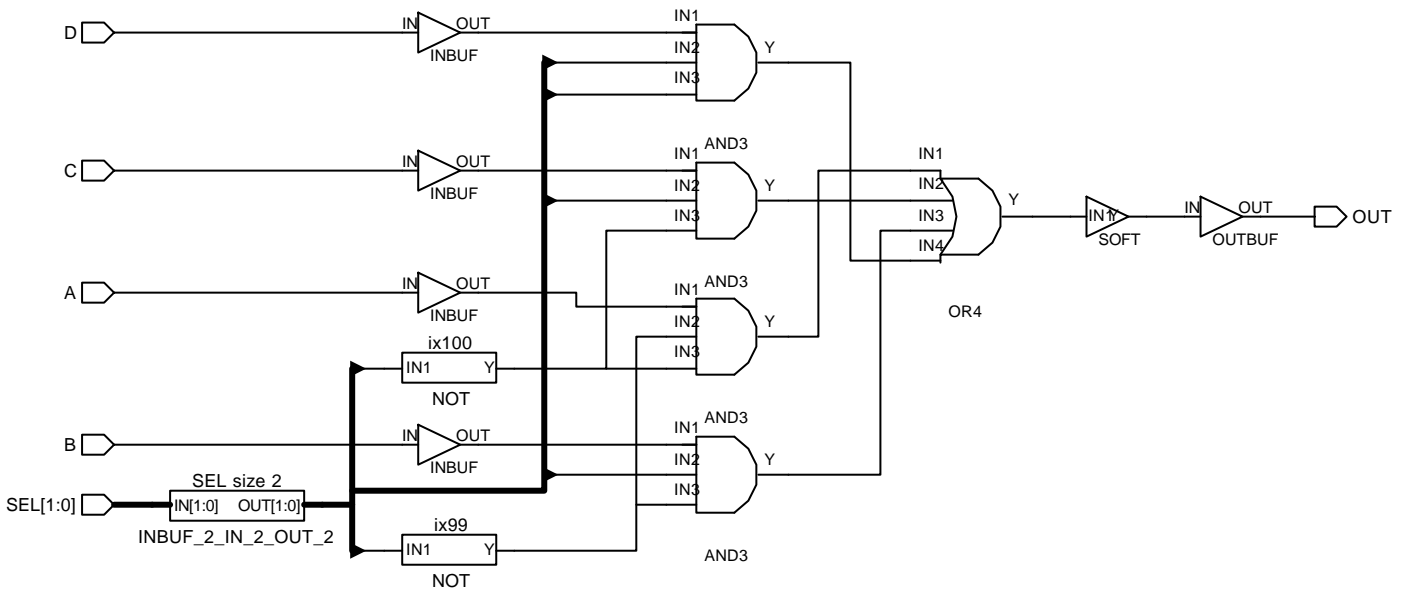 D
IN
OUT
INBUF
IN1
IN2
IN3
Y
AND3
C
IN
OUT
INBUF
IN1
IN2
IN3
Y
AND3
IN1
IN2
IN3
IN4
Y
OR4
IN1Y
SOFT
IN
OUT
OUTBUF
OUT
A
IN
OUT
INBUF
IN1
IN2
IN3
Y
AND3
ix100
IN1
Y
NOT
B
IN
OUT
INBUF
IN1
IN2
IN3
Y
AND3
SEL size 2
SEL[1:0]
IN[1:0]
OUT[1:0]
INBUF_2_IN_2_OUT_2
ix99
IN1
Y
NOT